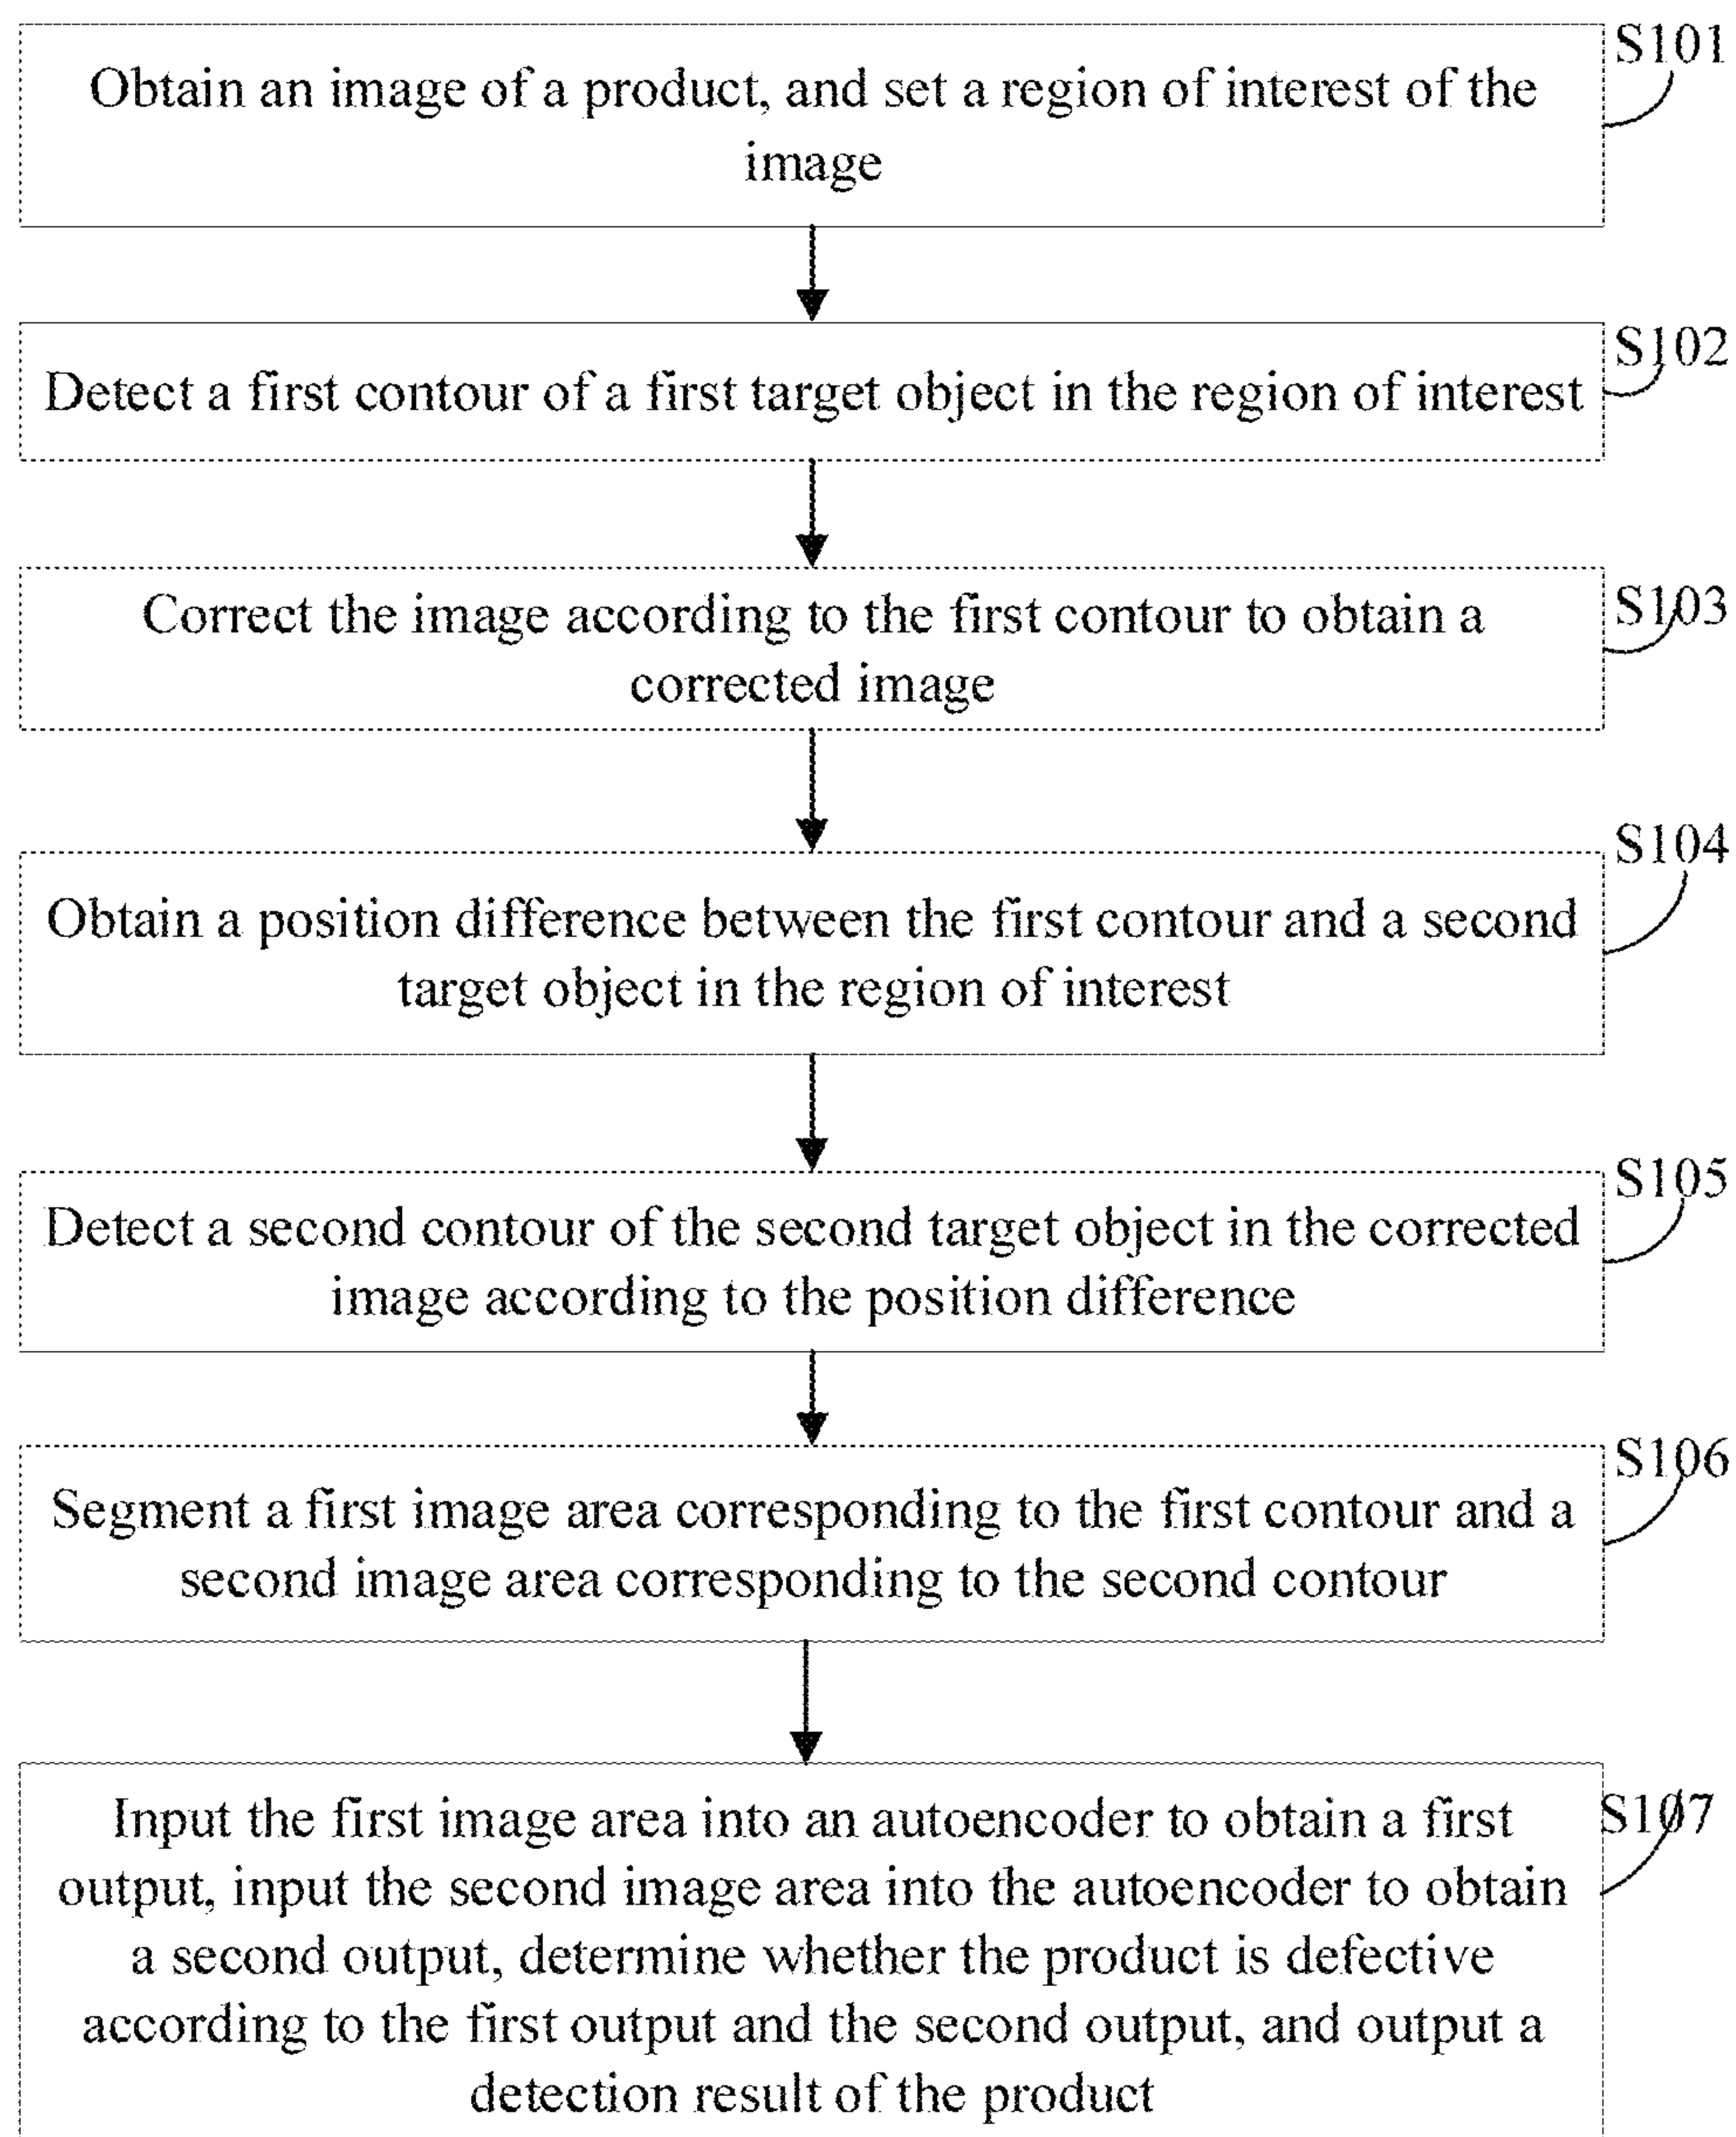 S101
Obtain an image of a product, and set a region of interest of the
image
S102
Detect a first contour of a first target object in the region of interest
S103
Correct the image according to the first contour to obtain a
corrected image
S104
Obtain a position difference between the first contour and a second
target object in the region of interest
S105
Detect a second contour of the second target object in the corrected
image according to the position difference
S106
Segment a first image area corresponding to the first contour and a
second image area corresponding to the second contour
S107
Input the first image area into an autoencoder to obtain a first
output, input the second image area into the autoencoder to obtain
a second output, determine whether the product is defective
according to the first output and the second output, and output a
detection result of the product